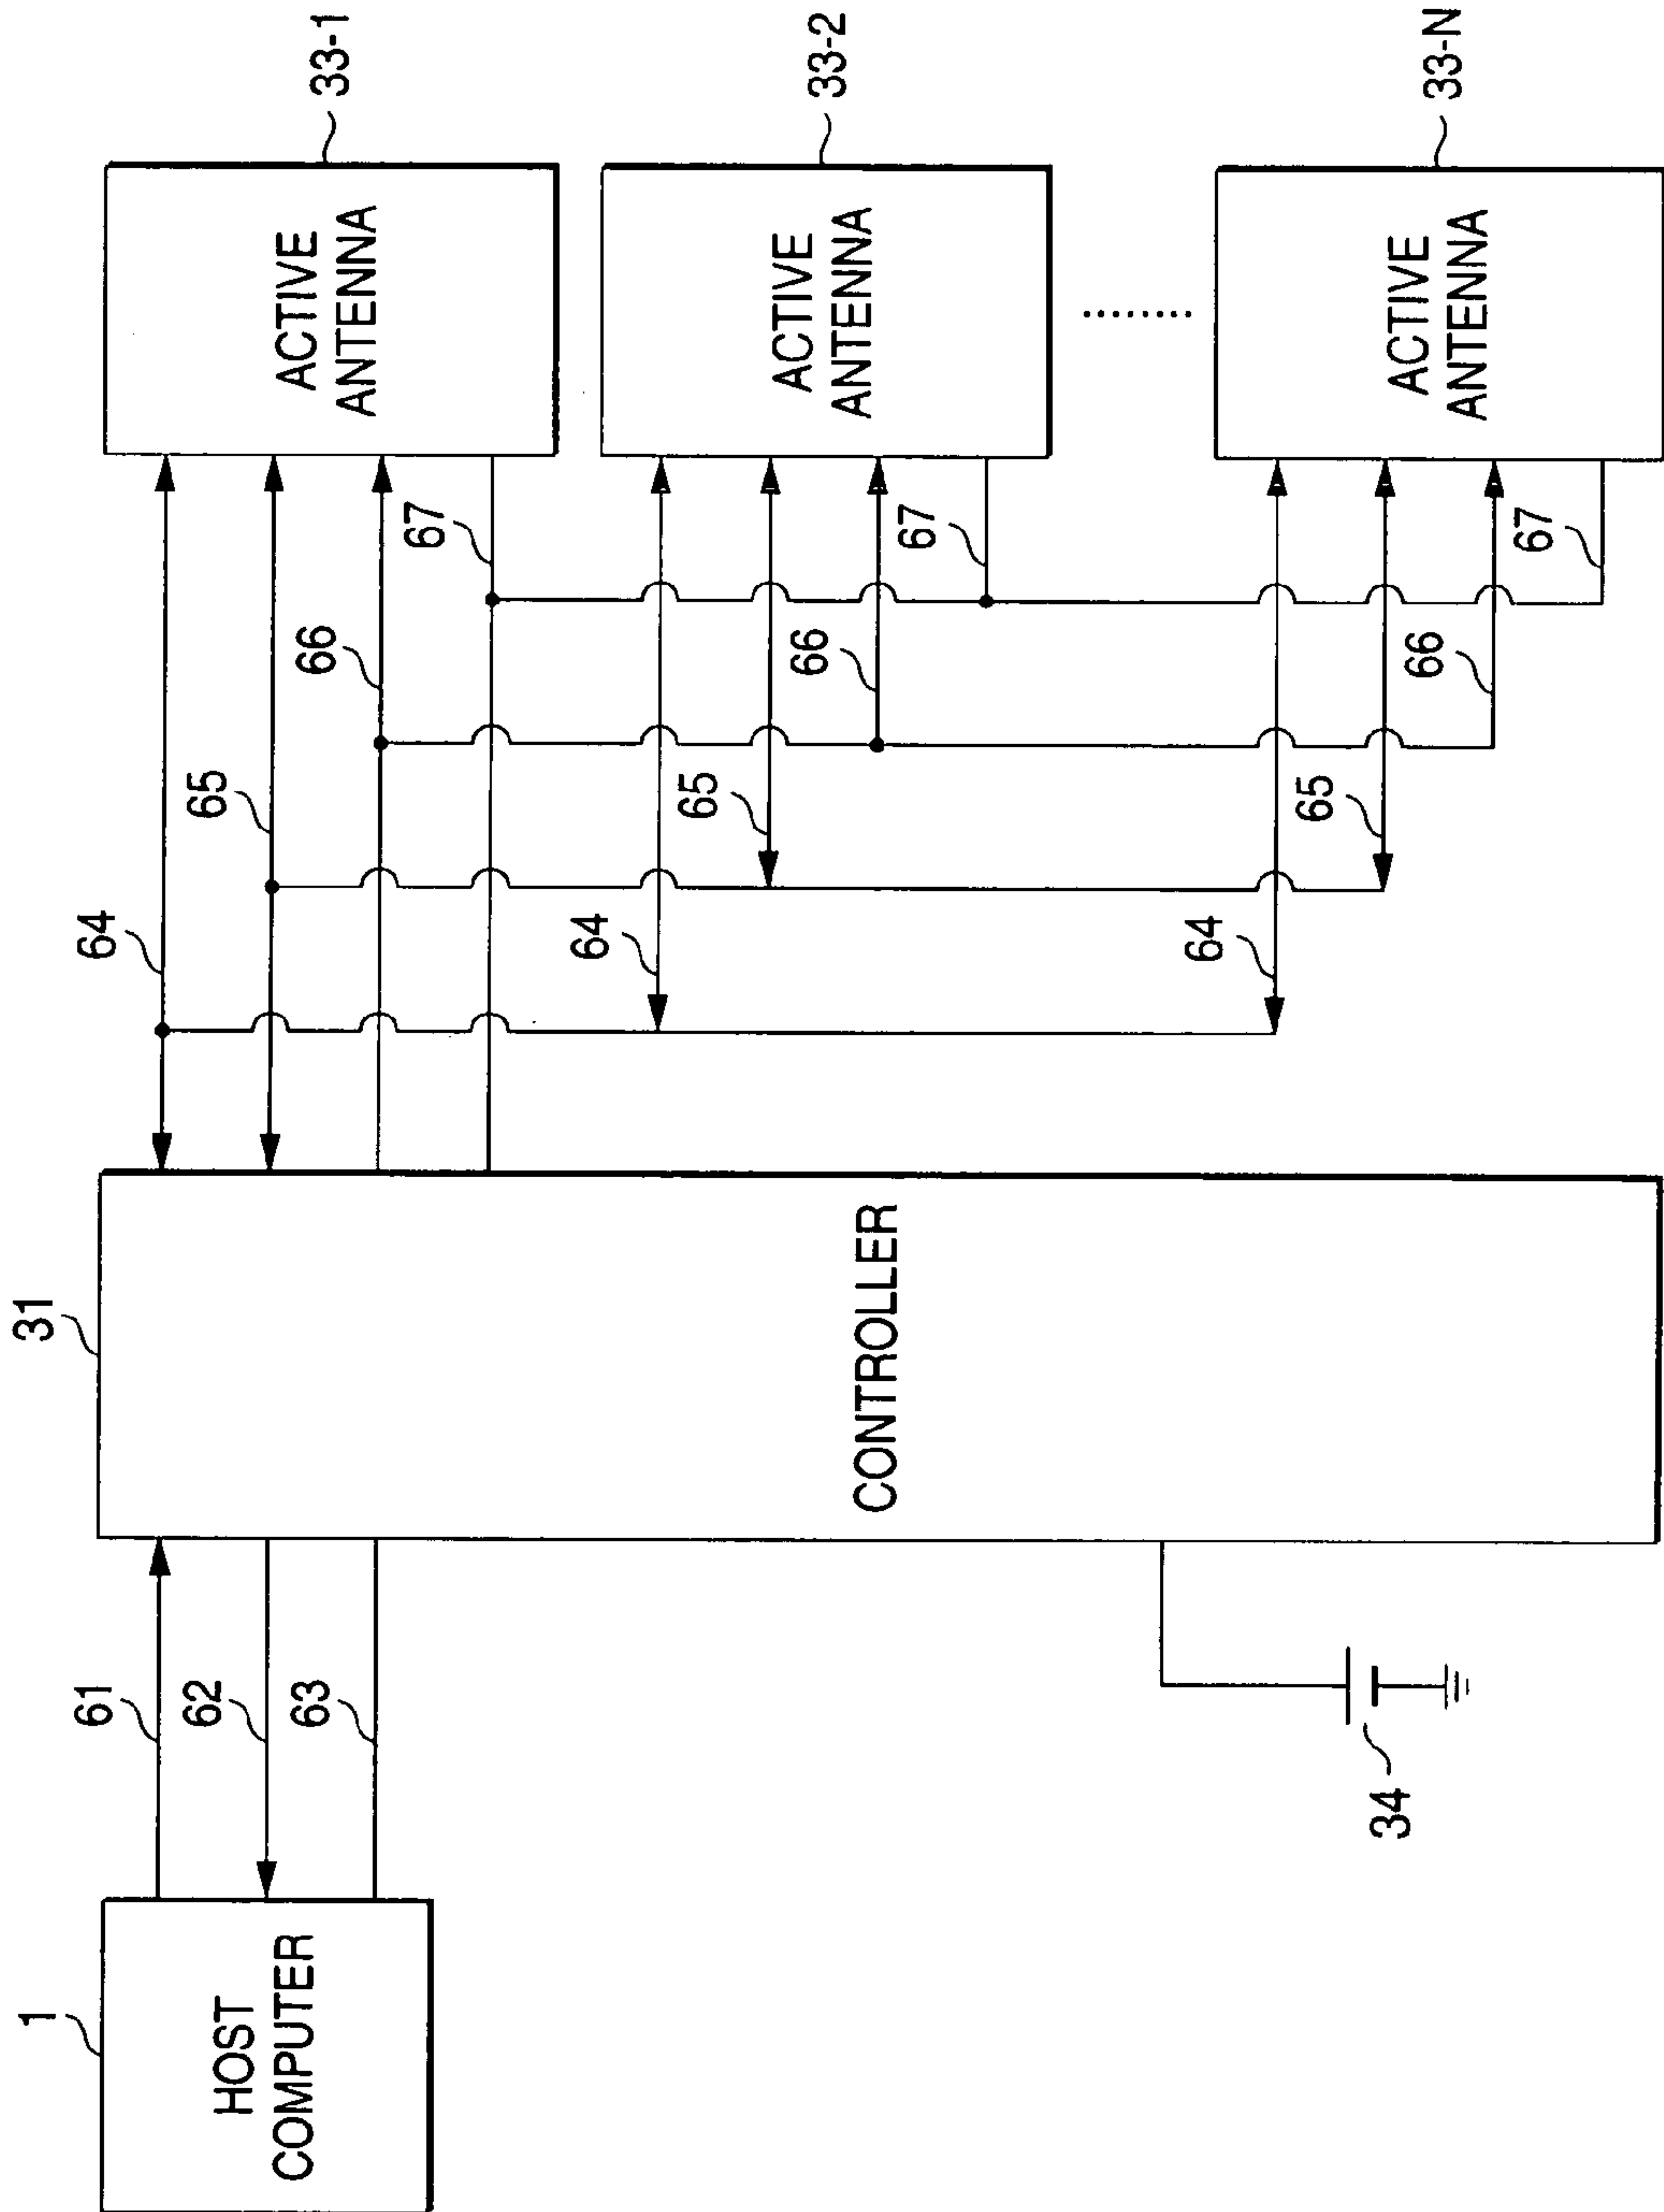 1
HOST
COMPUTER
61
62
63
31
CONTROLLER
34
64
65
66
67
ACTIVE
ANTENNA
33-1
64
65
66
67
ACTIVE
ANTENNA
33-2
........
64
65
66
67
ACTIVE
ANTENNA
33-N